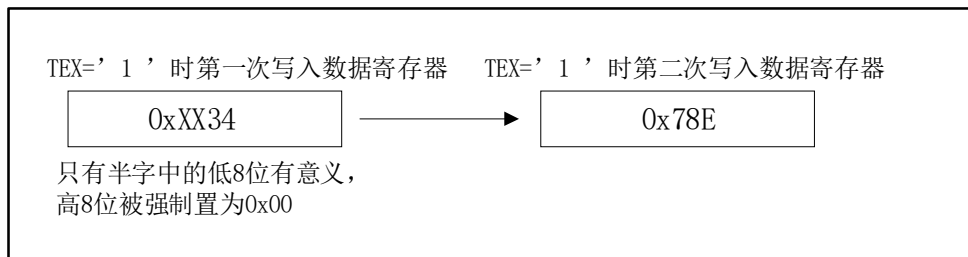 TEX=’ 1 ’ 时第一次写入数据寄存器 TEX=’ 1 ’ 时第二次写入数据寄存器
0xXX34 0x78E
只有半字中的低8位有意义，
高8位被强制置为0x00